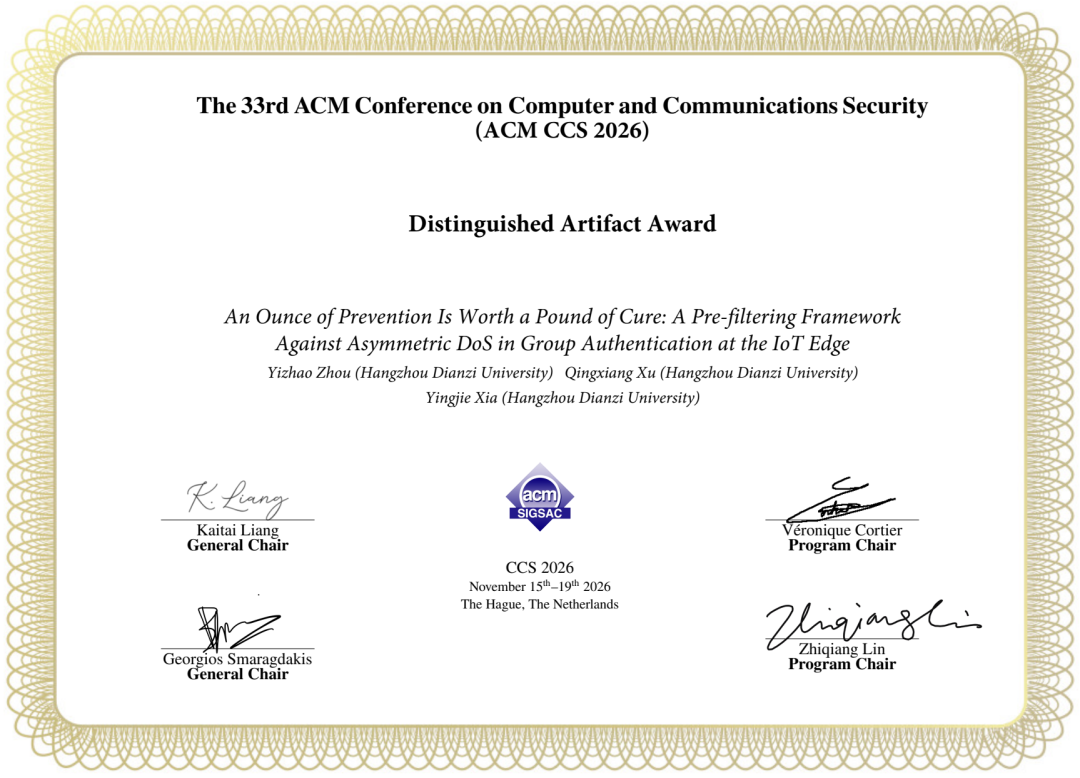 The 33rd ACM Conference on Computer and Communications Security
(ACM CCS 2026)
Distinguished Artifact Award
An Ounce of Prevention Is Worth a Pound of Cure: A Pre-filtering Framework
Against Asymmetric DoS in Group Authentication at the IoT Edge
Yizhao Zhou (Hangzhou Dianzi University) Qingxiang Xu (Hangzhou Dianzi University)
Yingjie Xia (Hangzhou Dianzi University)
K. Liang
Kaitai Liang
General Chair
acm
SIGSAC
Véronique Cortier
Program Chair
CCS 2026
November 15th–19th 2026
The Hague, The Netherlands
Georgios Smaragdakis
General Chair
Zhiqiang Lin
Zhiqiang Lin
Program Chair